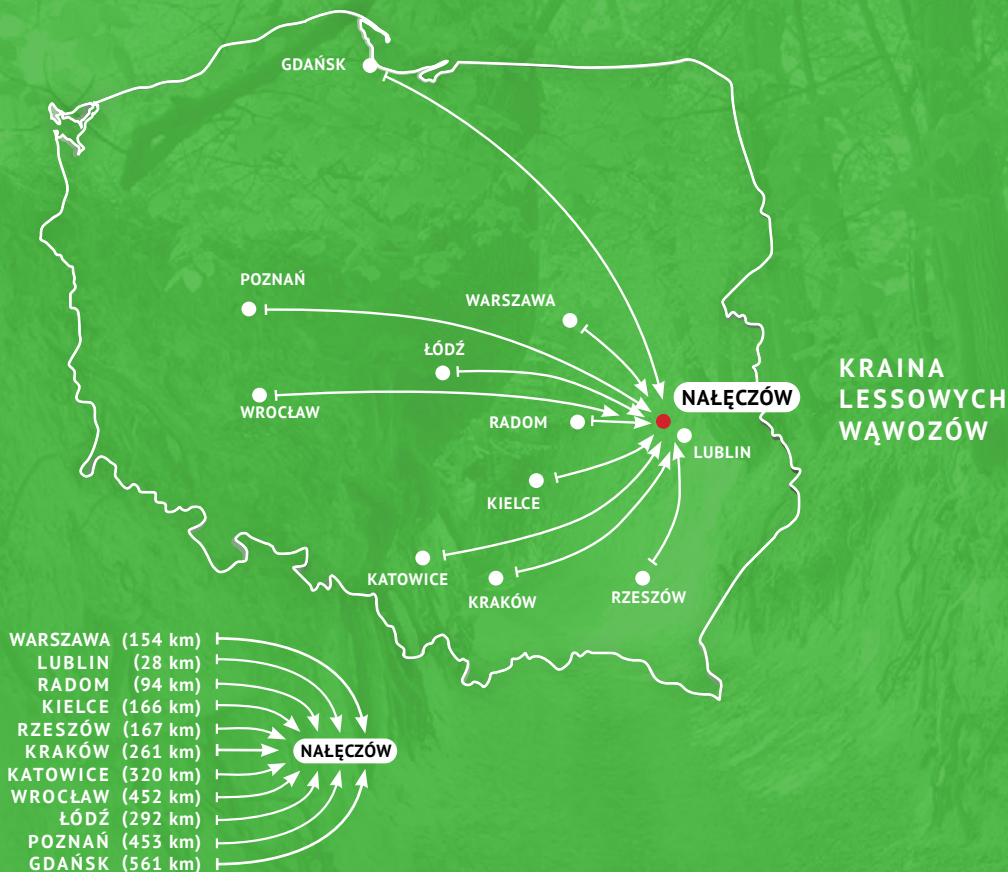 GDAŃSK
POZNAŃ
WARSZAWA
ŁÓDŹ
KRAINA
LESSOWYCH
WĄWOZÓW
NAŁĘCZÓW
WROCŁAW
RADOM
LUBLIN
KIELCE
KATOWICE
KRAKÓW
RZESZÓW
WARSZAWA (154 km)
LUBLIN (28 km)
RADOM (94 km)
KIELCE (166 km)
RZESZÓW (167 km)
KRAKÓW (261 km)
NAŁĘCZÓW
KATOWICE (320 km)
WROCŁAW (452 km)
ŁÓDŹ (292 km)
POZNAŃ (453 km)
GDAŃSK (561 km)